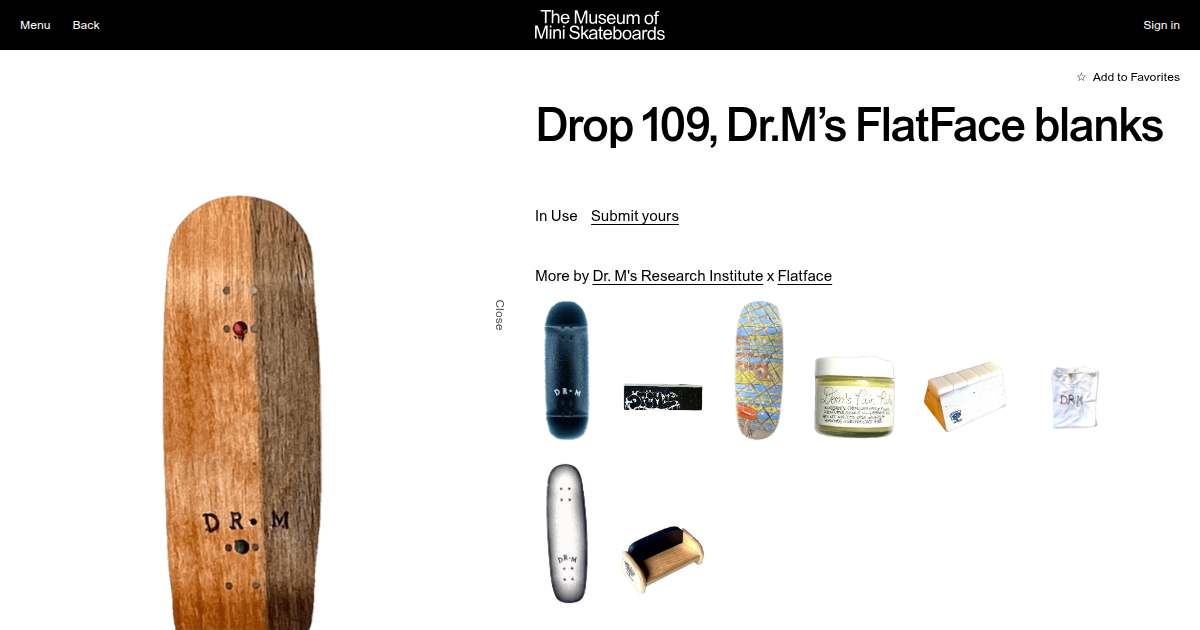 Menu
Back
The Museum of
Mini Skateboards
Sign in
☆ Add to Favorites
Drop 109, Dr.M’s FlatFace blanks
In Use
Submit yours
More by Dr. M's Research Institute x Flatface
Close
DR•M
DR•M
DRM
DR•M